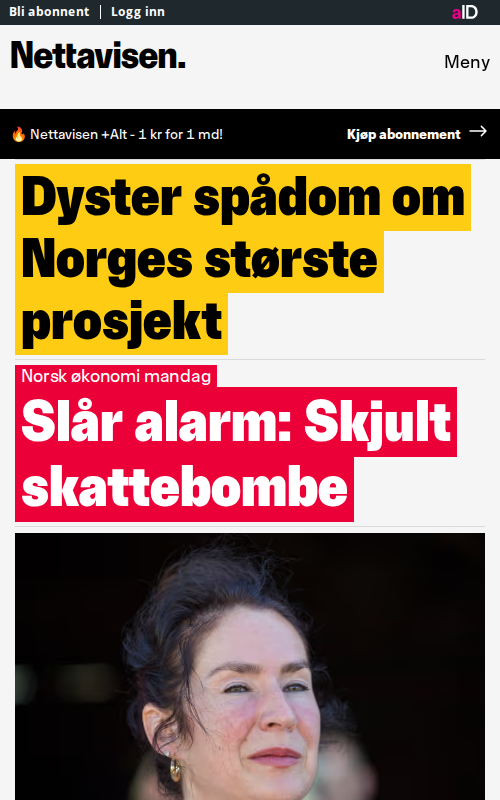 Bli abonnent | Logg inn
aID
Nettavisen.
Meny
🔥 Nettavisen +Alt - 1 kr for 1 md!
Kjøp abonnement →
Dyster spådom om
Norges største
prosjekt
Norsk økonomi mandag
Slår alarm: Skjult
skattebombe